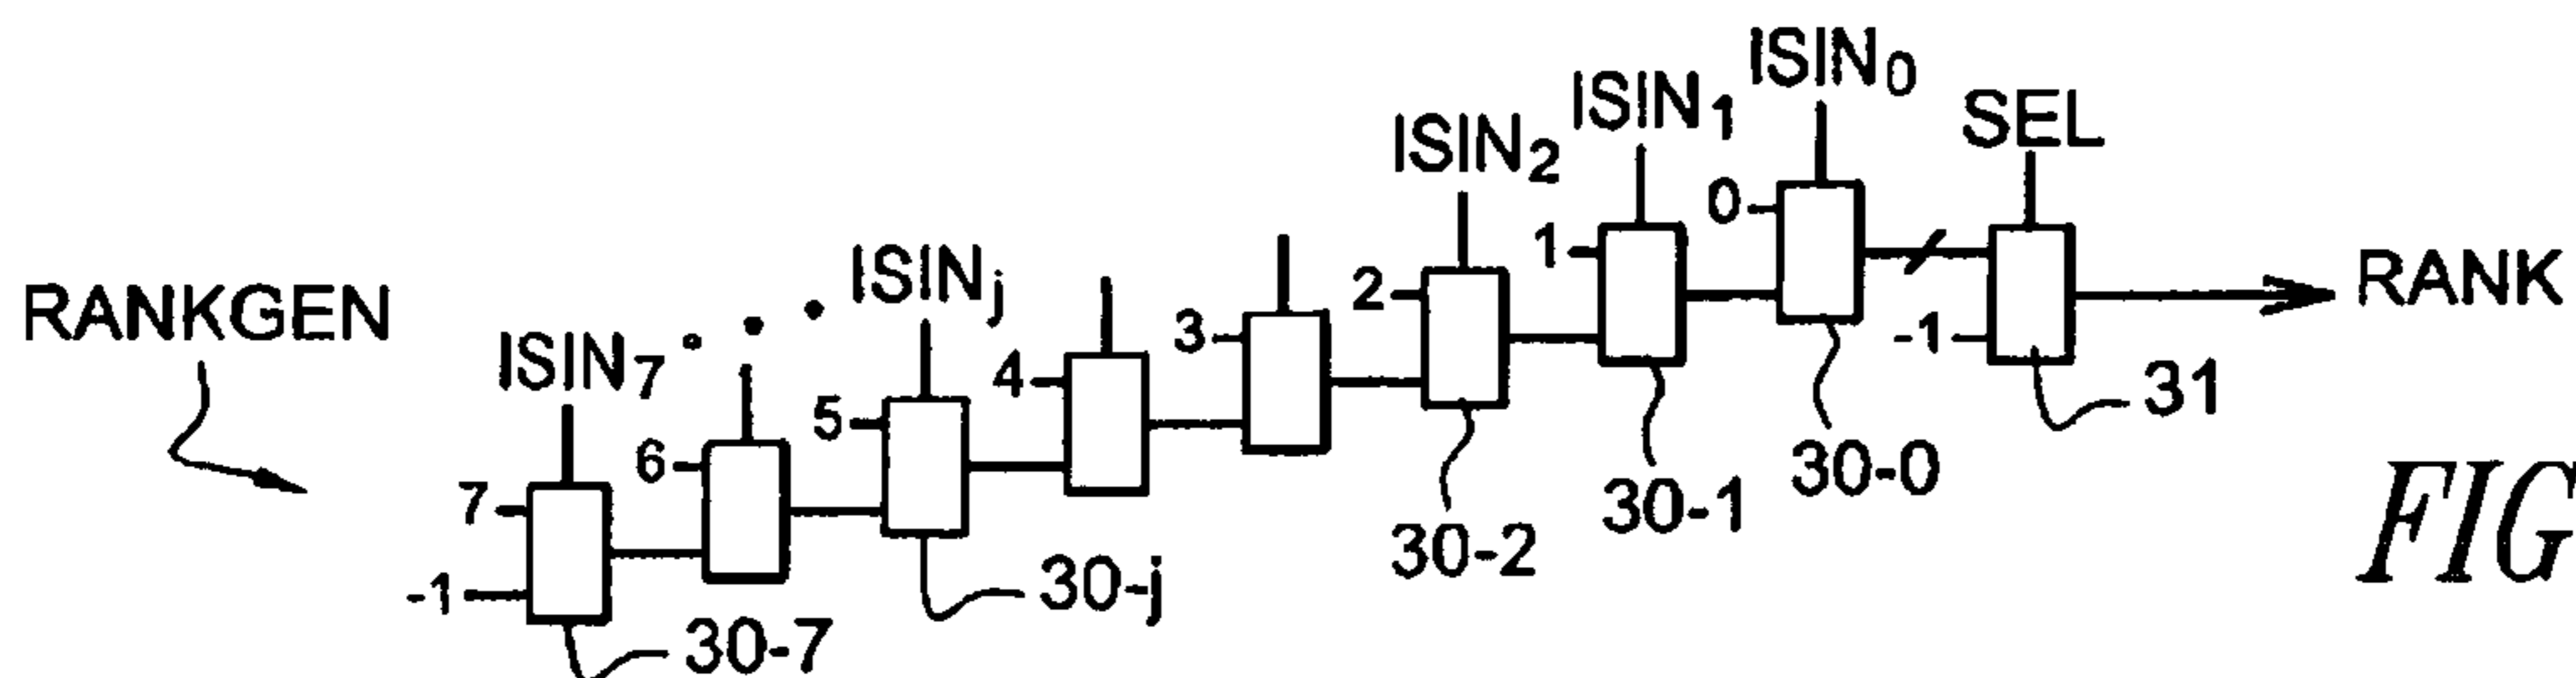 ISIN0
ISIN1
SEL
ISIN2
0
ISINj
1
RANKGEN
2
RANK
ISIN7
3
-1
4
31
5
6
30-0
7
30-1
FIG
30-2
30-j
-1
30-7